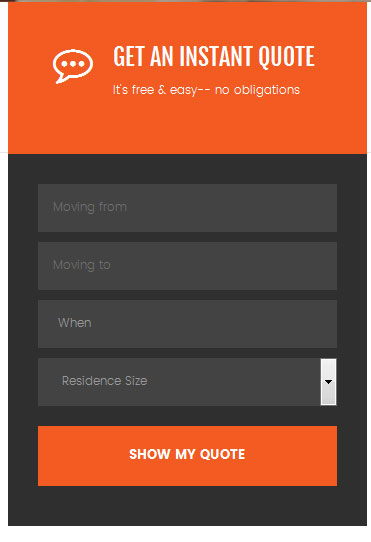 GET AN INSTANT QUOTE
It's free & easy-- no obligations
Moving from
Moving to
When
Residence Size
SHOW MY QUOTE